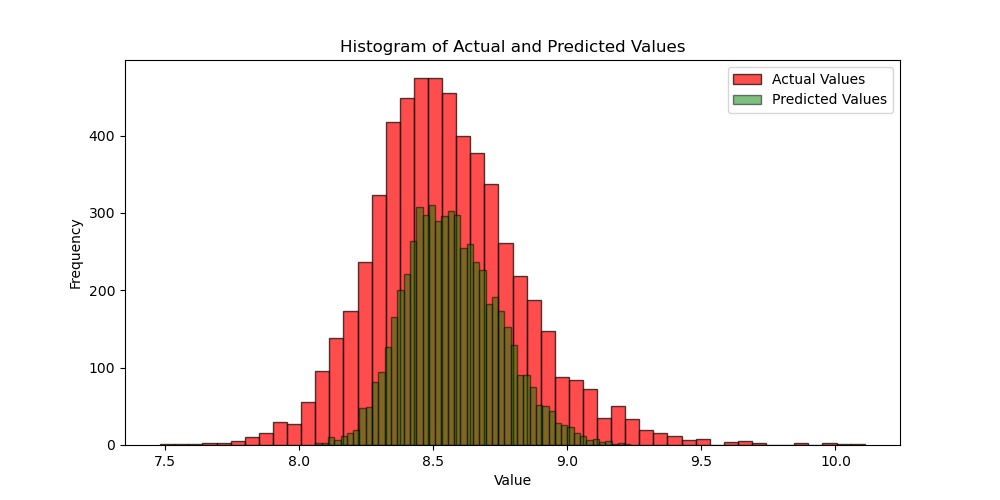 Histogram of Actual and Predicted Values
Actual Values
Predicted Values
Frequency
400
300
200
100
0
7.5 8.0 8.5 9.0 9.5 10.0
Value